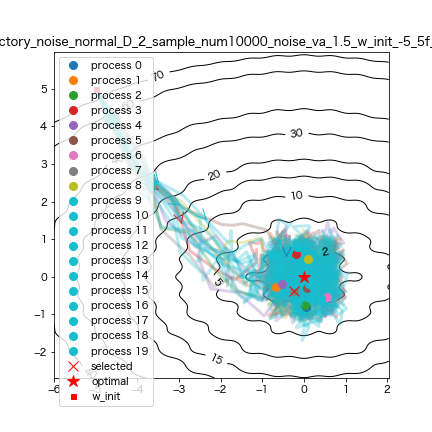 ctory_noise_normal_D_2_sample_num10000_noise_va_1.5_w_init_-5_5f_
process 0
process 1
process 2
process 3
process 4
process 5
process 6
process 7
process 8
process 9
process 10
process 11
process 12
process 13
process 14
process 15
process 16
process 17
process 18
process 19
selected
optimal
w_init
70
30
20
10
5
2
15
5
4
3
2
1
0
−1
−2
−6
−4
−3
−2
−1
0
1
2